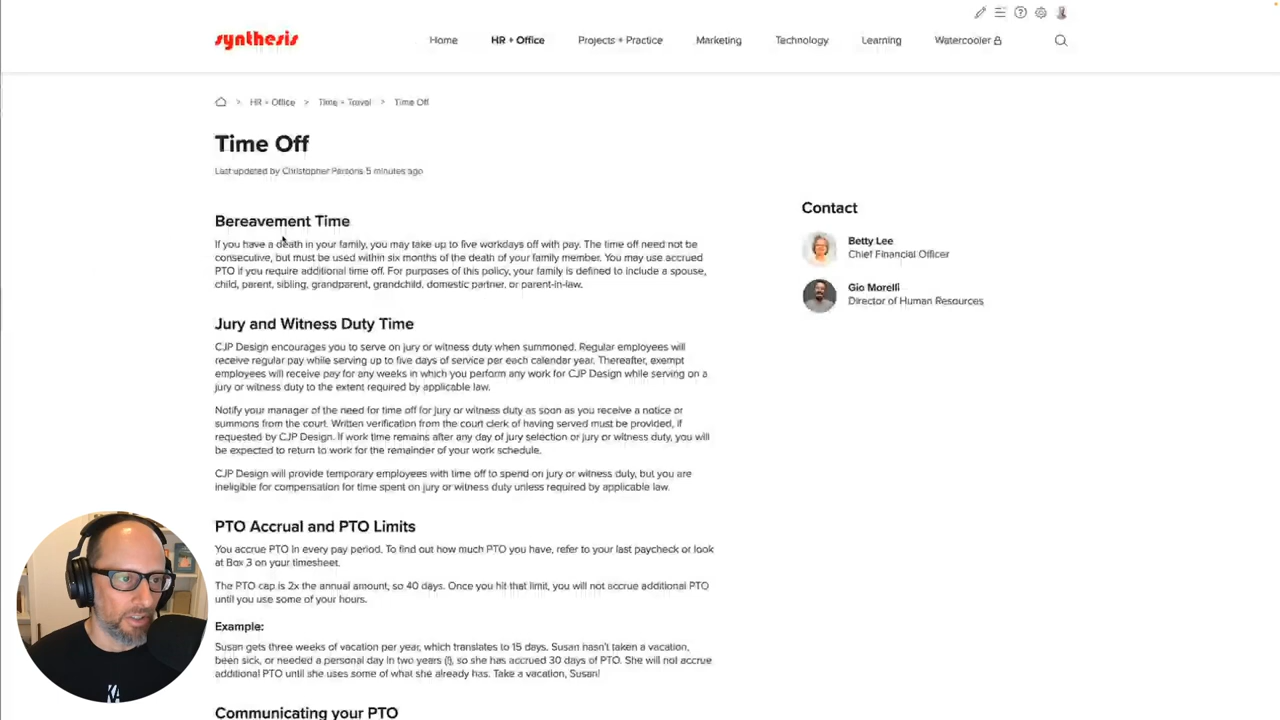 synthesis
Home HR + Office Projects + Practice Marketing Technology Learning Watercooler
> HR + Office > Time + Travel > Time Off
Time Off
Last updated by Christopher Parsons 5 minutes ago
Bereavement Time
If you have a death in your family, you may take up to five workdays off with pay. The time off need not be
consecutive, but must be used within six months of the death of your family member. You may use accrued
PTO if you require additional time off. For purposes of this policy, your family is defined to include a spouse,
child, parent, sibling, grandparent, grandchild, domestic partner, or parent-in-law.
Jury and Witness Duty Time
CJP Design encourages you to serve on jury or witness duty when summoned. Regular employees will
receive regular pay while serving up to five days of service per each calendar year. Thereafter, exempt
employees will receive pay for any weeks in which you perform any work for CJP Design while serving on a
jury or witness duty to the extent required by applicable law.
Notify your manager of the need for time off for jury or witness duty as soon as you receive a notice or
summons from the court. Written verification from the court clerk of having served must be provided, if
requested by CJP Design. If work time remains after any day of jury selection or jury or witness duty, you will
be expected to return to work for the remainder of your work schedule.
CJP Design will provide temporary employees with time off to spend on jury or witness duty, but you are
ineligible for compensation for time spent on jury or witness duty unless required by applicable law.
PTO Accrual and PTO Limits
You accrue PTO in every pay period. To find out how much PTO you have, refer to your last paycheck or look
at Box 3 on your timesheet.
The PTO cap is 2x the annual amount, so 40 days. Once you hit that limit, you will not accrue additional PTO
until you use some of your hours.
Example:
Susan gets three weeks of vacation per year, which translates to 15 days. Susan hasn't taken a vacation,
been sick, or needed a personal day in two years (!), so she has accrued 30 days of PTO. She will not accrue
additional PTO until she uses some of what she already has. Take a vacation, Susan!
Communicating your PTO
Contact
Betty Lee
Chief Financial Officer
Gio Morelli
Director of Human Resources